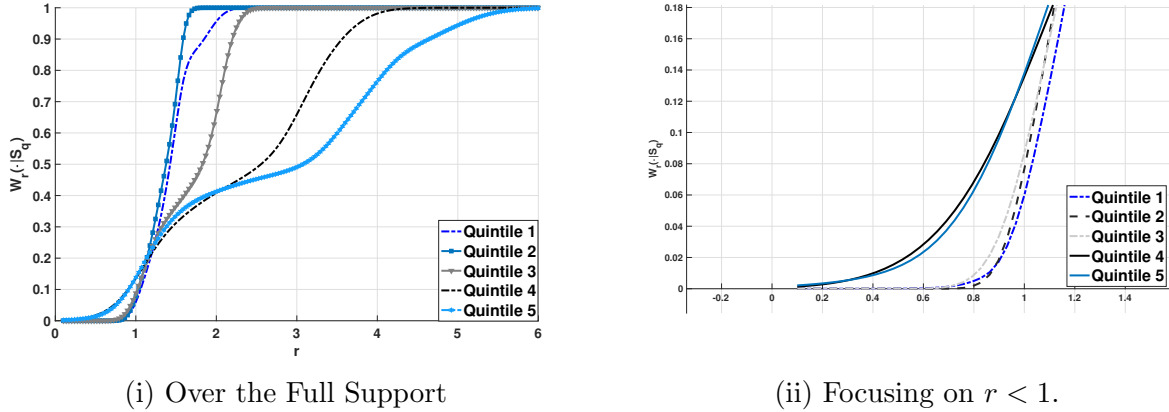 W_r(·|S_q)
1
0.9
0.8
0.7
0.6
0.5
0.4
0.3
0.2
0.1
0
0 1 2 3 4 5 6
r
Quintile 1
Quintile 2
Quintile 3
Quintile 4
Quintile 5
(i) Over the Full Support
W_r(·|S_q)
0.18
0.16
0.14
0.12
0.1
0.08
0.06
0.04
0.02
0
-0.2 0 0.2 0.4 0.6 0.8 1 1.2 1.4
Quintile 1
Quintile 2
Quintile 3
Quintile 4
Quintile 5
(ii) Focusing on r < 1.